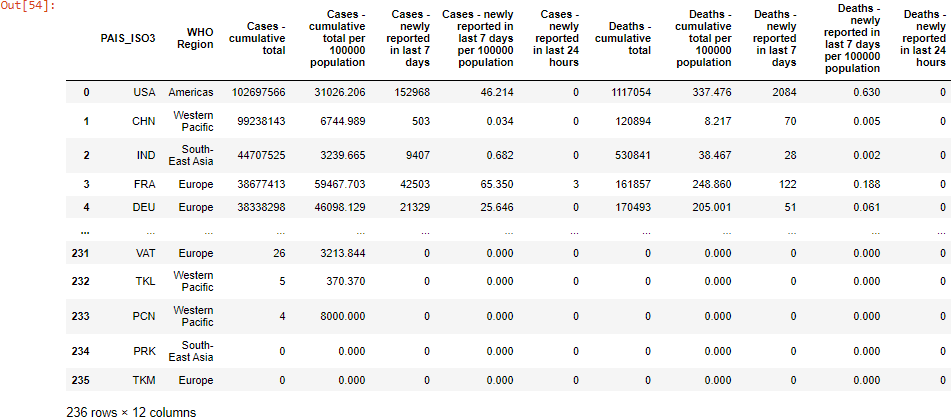 Out[54]:
PAIS_ISO3 WHO Region Cases - cumulative total Cases - cumulative total per 100000 population Cases - newly reported in last 7 days Cases - newly reported in last 7 days per 100000 population Cases - newly reported in last 24 hours Deaths - cumulative total Deaths - cumulative total per 100000 population Deaths - newly reported in last 7 days Deaths - newly reported in last 7 days per 100000 population Deaths - newly reported in last 24 hours
0 USA Americas 102697566 31026.206 152968 46.214 0 1117054 337.476 2084 0.630 0
1 CHN Western Pacific 99238143 6744.989 503 0.034 0 120894 8.217 70 0.005 0
2 IND South-East Asia 44707525 3239.665 9407 0.682 0 530841 38.467 28 0.002 0
3 FRA Europe 38677413 59467.703 42503 65.350 3 161857 248.860 122 0.188 0
4 DEU Europe 38338298 46098.129 21329 25.646 0 170493 205.001 51 0.061 0
... ... ... ... ... ... ... ... ... ... ... ... ...
231 VAT Europe 26 3213.844 0 0.000 0 0 0.000 0 0.000 0
232 TKL Western Pacific 5 370.370 0 0.000 0 0 0.000 0 0.000 0
233 PCN Western Pacific 4 8000.000 0 0.000 0 0 0.000 0 0.000 0
234 PRK South-East Asia 0 0.000 0 0.000 0 0 0.000 0 0.000 0
235 TKM Europe 0 0.000 0 0.000 0 0 0.000 0 0.000 0
236 rows × 12 columns